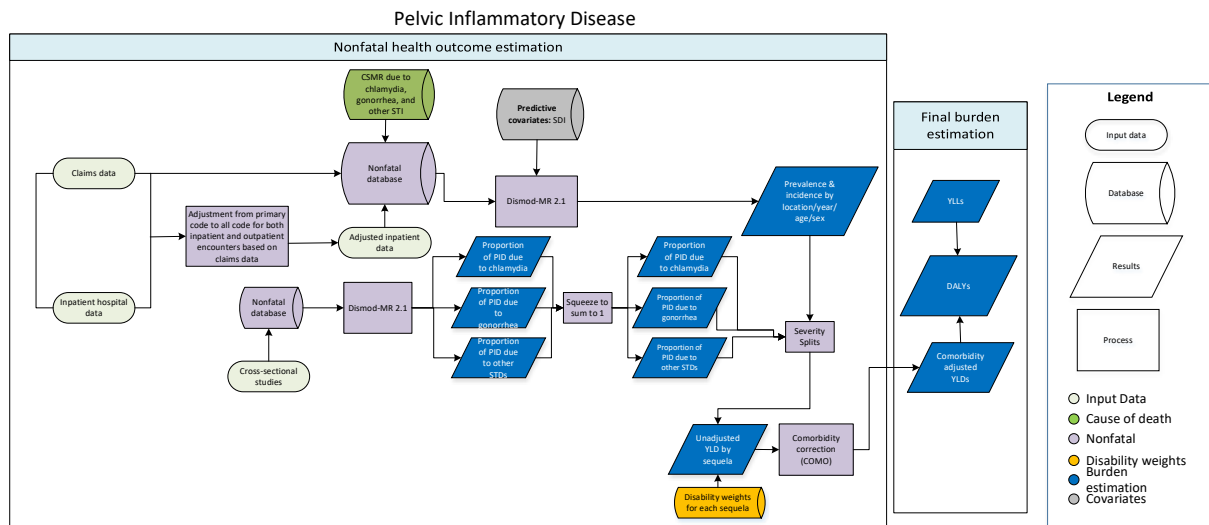 Pelvic Inflammatory Disease
Nonfatal health outcome estimation
CSMR due to
chlamydia,
gonorrhea, and
other STI
Predictive
covariates: SDI
Claims data
Nonfatal
database
Dismod-MR 2.1
Prevalence &
incidence by
location/year/
age/sex
Adjustment from primary
code to all code for both
inpatient and outpatient
encounters based on
claims data
Adjusted inpatient data
Inpatient hospital
data
Nonfatal
database
Dismod-MR 2.1
Cross-sectional
studies
Proportion
of PID due
to chlamydia
Proportion
of PID due to
gonorrhea
Proportion
of PID due
to other
STDs
Squeeze to
sum to 1
Proportion
of PID due
to chlamydia
Proportion of
PID due to
gonorrhea
Proportion of
PID due to
other STDs
Severity
Splits
Unadjusted
YLD by
sequela
Comorbidity
correction
(COMO)
Disability weights
for each sequela
Final burden
estimation
YLLs
DALYs
Comorbidity
adjusted
YLDs
Legend
Input data
Database
Results
Process
Input Data
Cause of death
Nonfatal
Disability weights
Burden
estimation
Covariates